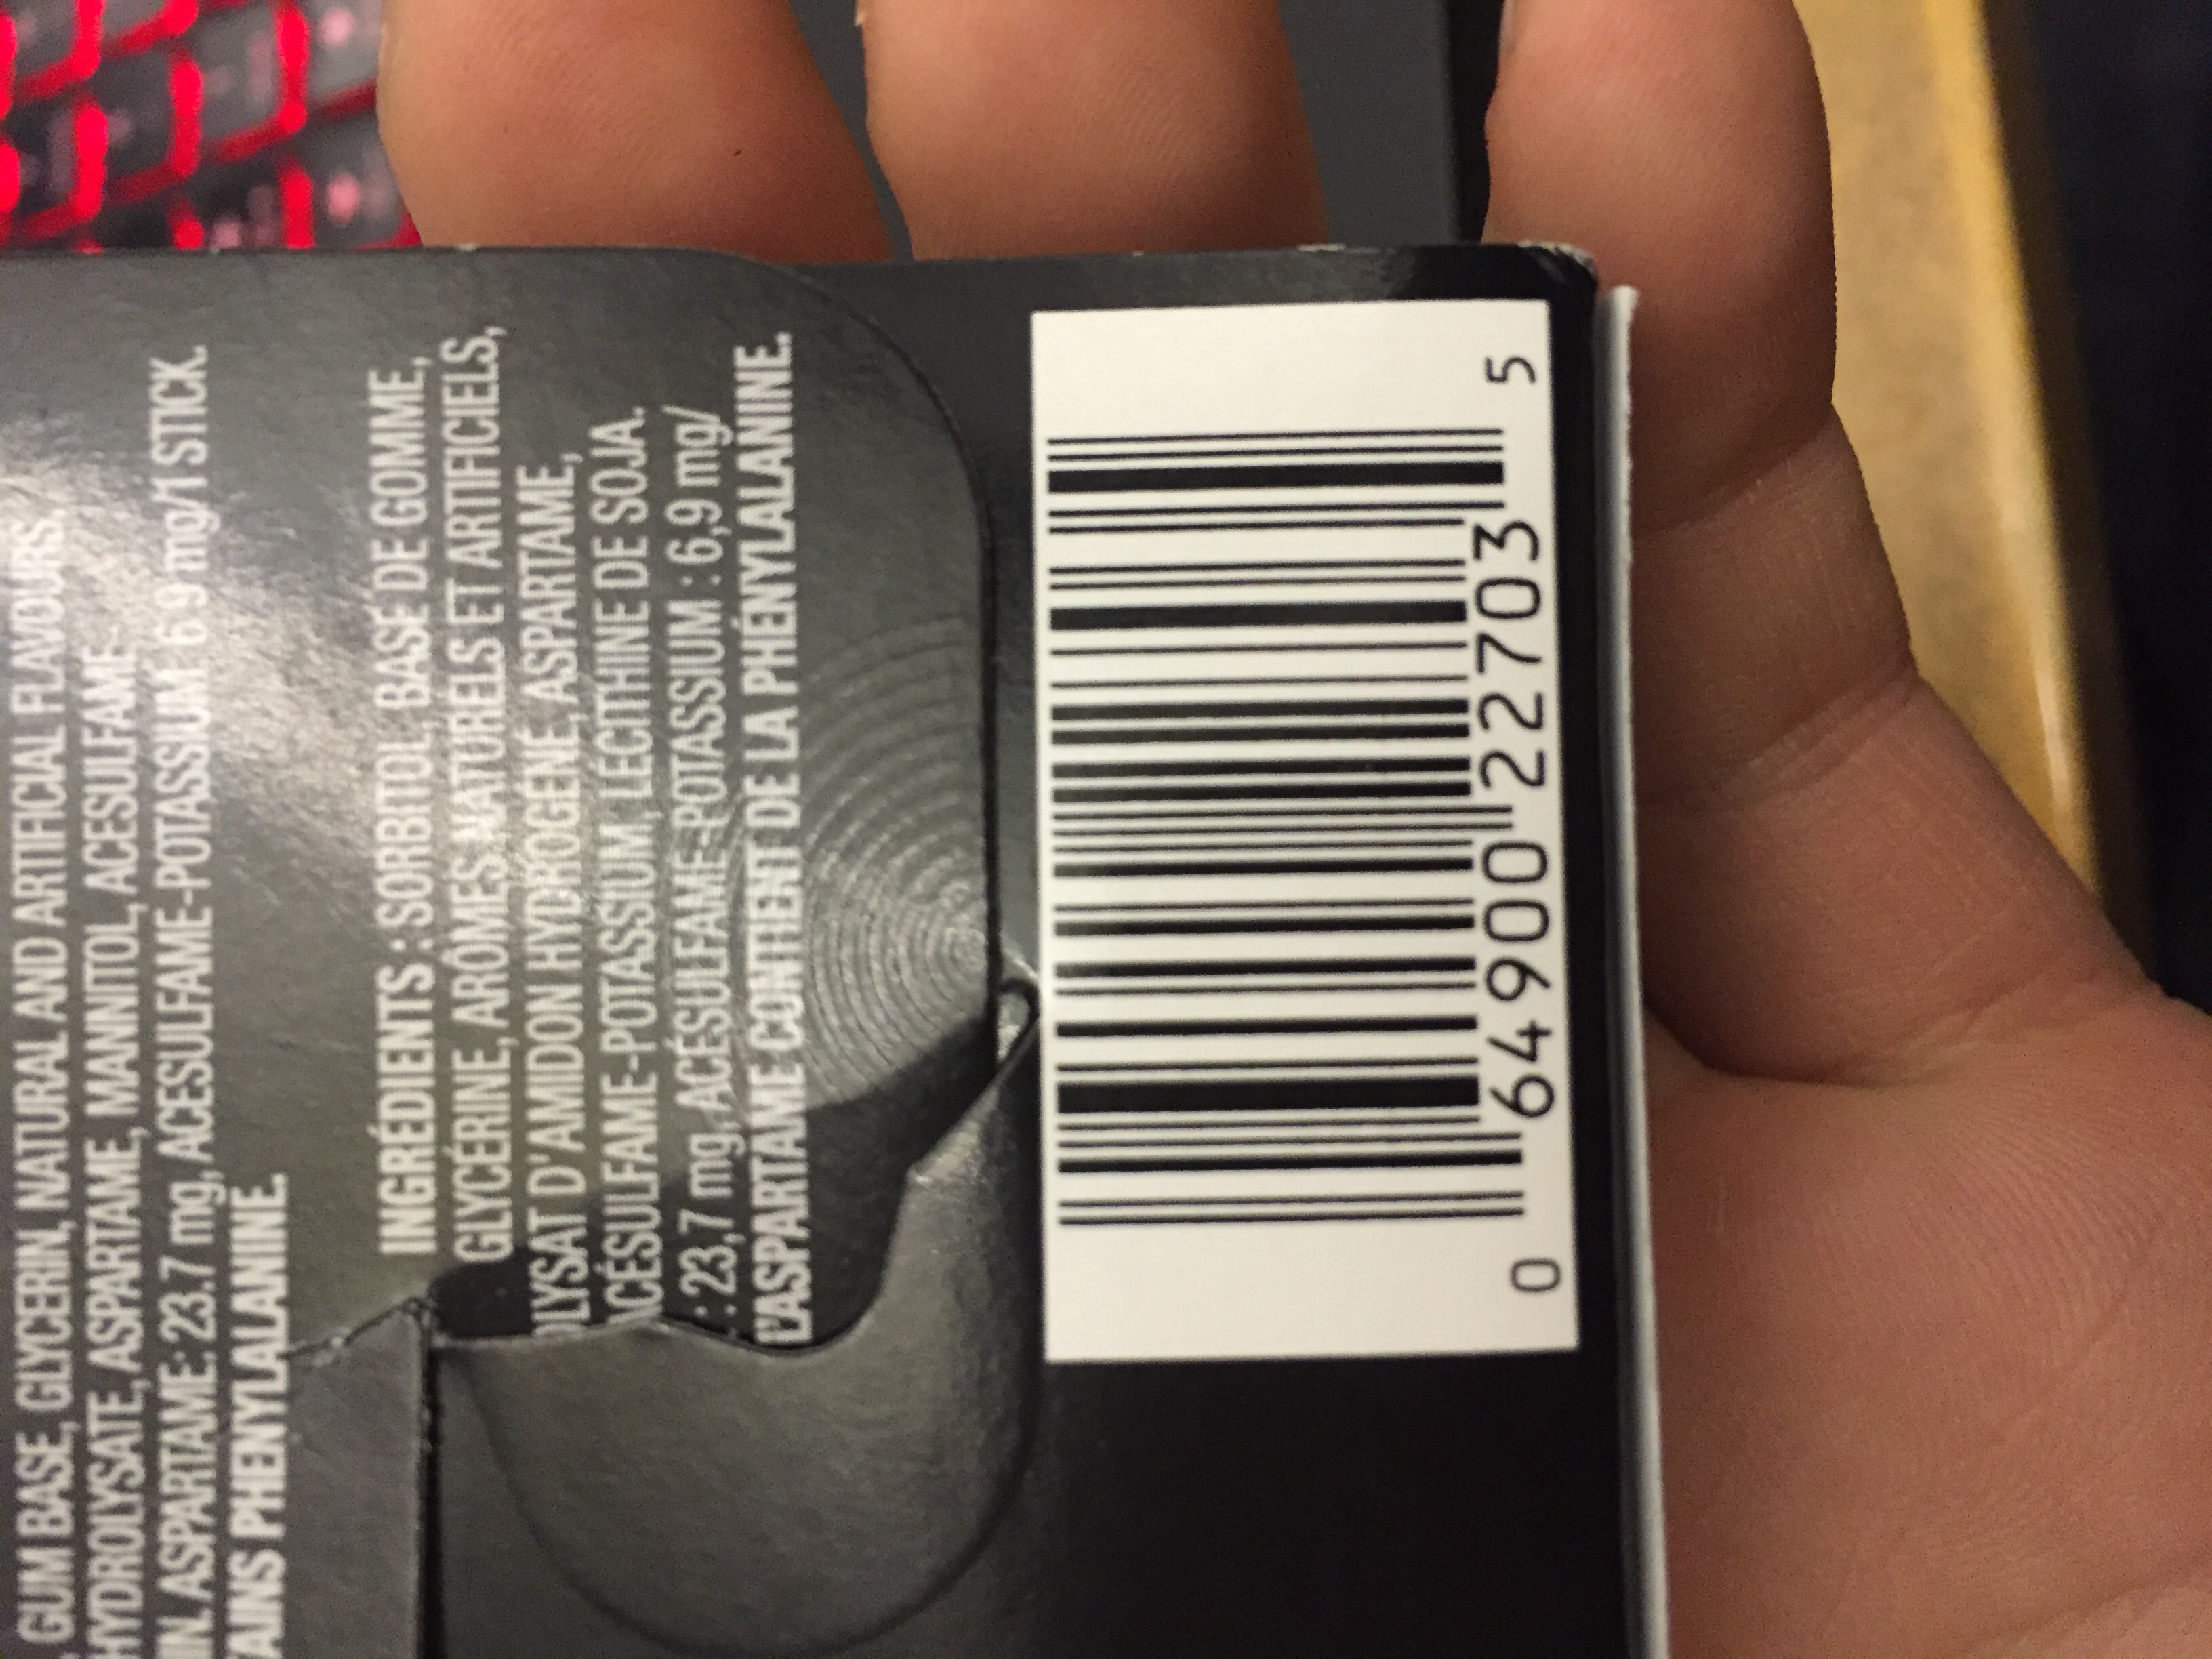 , GUM BASE, GLYCERIN, NATURAL AND ARTIFICIAL FLAVOURS,
HYDROLYSATE, ASPARTAME, MANNITOL, ACESULFAME-
IN. ASPARTAME: 23.7 mg, ACESULFAME-POTASSIUM: 6.9 mg/1 STICK.
TAINS PHENYLALANINE.
INGRÉDIENTS : SORBITOL, BASE DE GOMME,
GLYCÉRINE, ARÔMES NATURELS ET ARTIFICIELS,
OLYSAT D'AMIDON HYDROGÉNÉ, ASPARTAME,
ACÉSULFAME-POTASSIUM, LÉCITHINE DE SOJA.
: 23,7 mg, ACÉSULFAME-POTASSIUM : 6,9 mg/
L'ASPARTAME CONTIENT DE LA PHÉNYLALANINE.
0 64900 22703 5